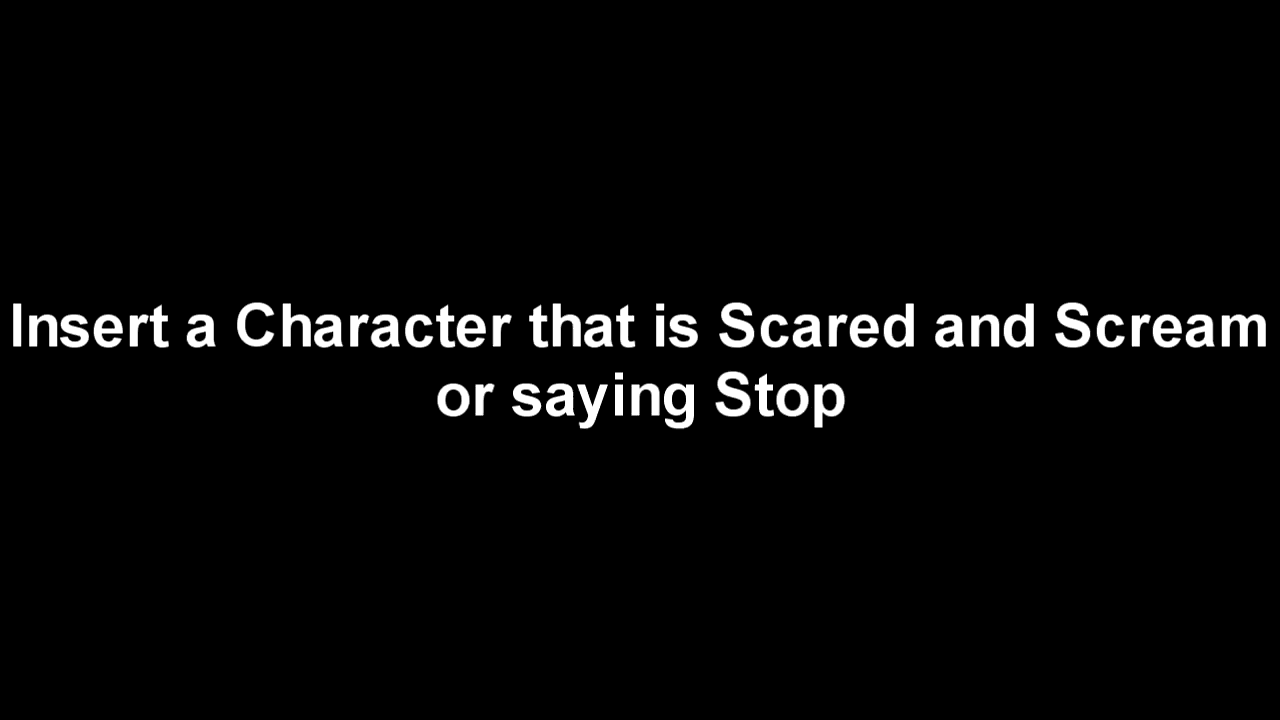 Insert a Character that is Scared and Scream
or saying Stop